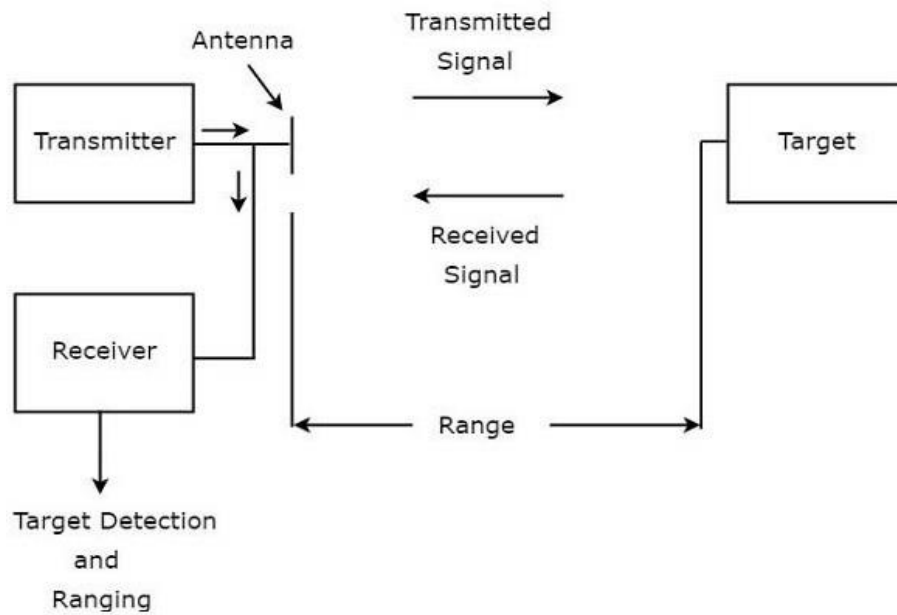 Antenna
Transmitted
Signal
Transmitter
Target
Received
Signal
Receiver
Range
Target Detection
and
Ranging